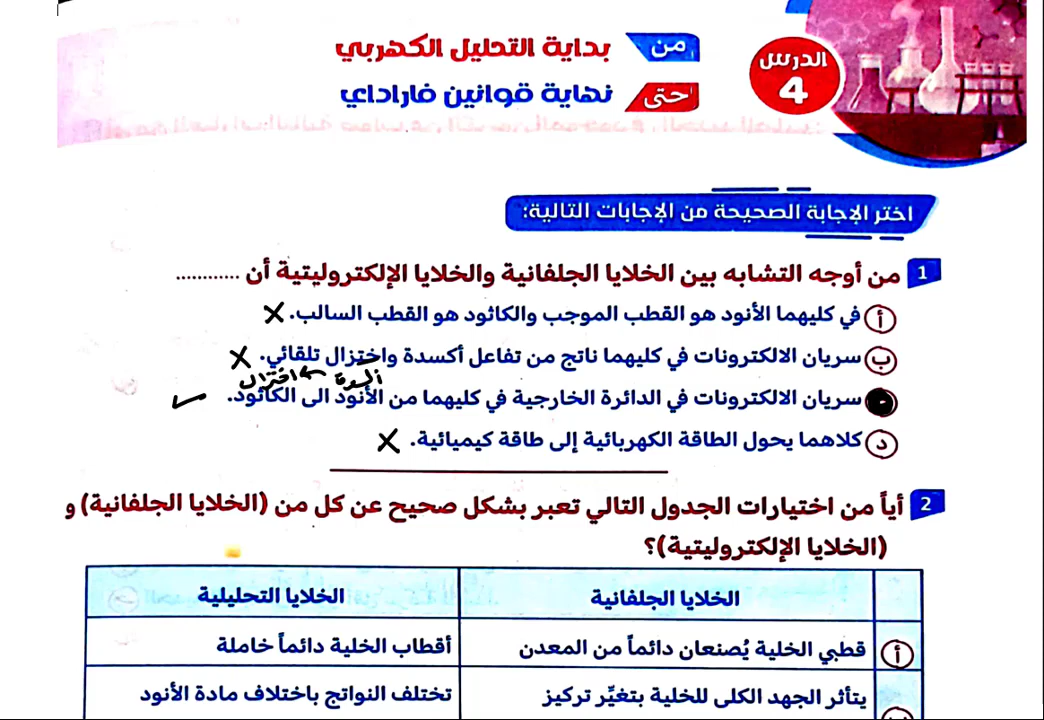 الدرس
4
من بداية التحليل الكهربي
حتى نهاية قوانين فاراداي
اختر الإجابة الصحيحة من الإجابات التالية:
1 من أوجه التشابه بين الخلايا الجلفانية والخلايا الإلكتروليتية أن ............
أ في كليهما الأنود هو القطب الموجب والكاثود هو القطب السالب. ✗
ب سريان الالكترونات في كليهما ناتج من تفاعل أكسدة واختزال تلقائي. ✗
أكسدة ← اختزال
سريان الالكترونات في الدائرة الخارجية في كليهما من الأنود الى الكاثود. ✓
د كلاهما يحول الطاقة الكهربائية إلى طاقة كيميائية. ✗
2 أياً من اختيارات الجدول التالي تعبر بشكل صحيح عن كل من (الخلايا الجلفانية) و
(الخلايا الإلكتروليتية)؟
الخلايا الجلفانية الخلايا التحليلية
أ قطبي الخلية يُصنعان دائماً من المعدن أقطاب الخلية دائماً خاملة
يتأثر الجهد الكلى للخلية بتغيِّر تركيز تختلف النواتج باختلاف مادة الأنود